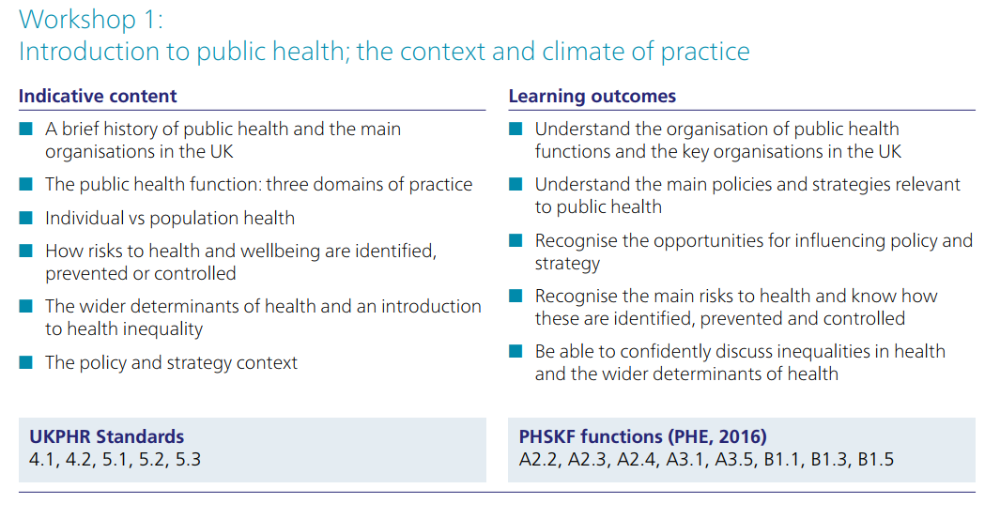 Workshop 1:
Introduction to public health; the context and climate of practice
Indicative content
■ A brief history of public health and the main
organisations in the UK
■ The public health function: three domains of practice
■ Individual vs population health
■ How risks to health and wellbeing are identified,
prevented or controlled
■ The wider determinants of health and an introduction
to health inequality
■ The policy and strategy context
UKPHR Standards
4.1, 4.2, 5.1, 5.2, 5.3
Learning outcomes
■ Understand the organisation of public health
functions and the key organisations in the UK
■ Understand the main policies and strategies relevant
to public health
■ Recognise the opportunities for influencing policy and
strategy
■ Recognise the main risks to health and know how
these are identified, prevented and controlled
■ Be able to confidently discuss inequalities in health
and the wider determinants of health
PHSKF functions (PHE, 2016)
A2.2, A2.3, A2.4, A3.1, A3.5, B1.1, B1.3, B1.5